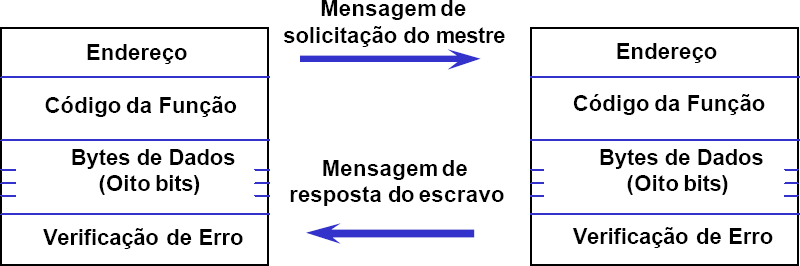 Mensagem de
solicitação do mestre
Endereço
Código da Função
Bytes de Dados
(Oito bits)
Verificação de Erro
Mensagem de
resposta do escravo
Endereço
Código da Função
Bytes de Dados
(Oito bits)
Verificação de Erro